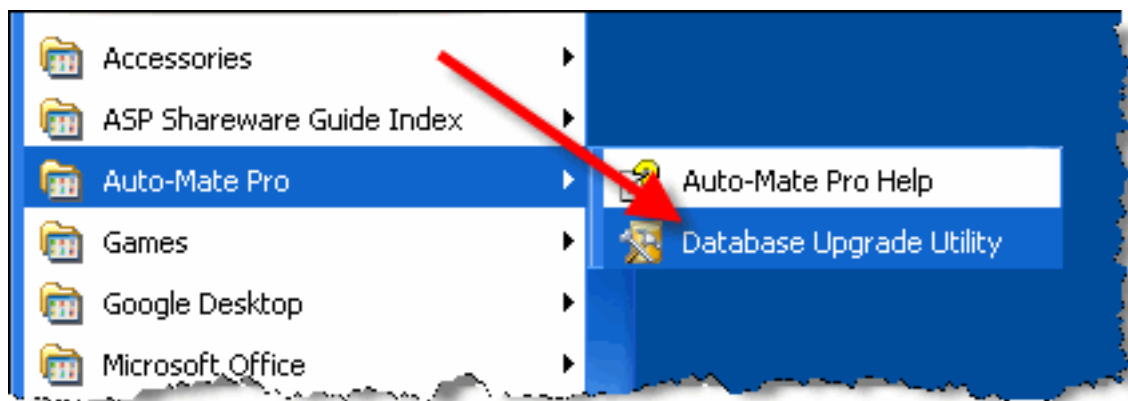 Accessories
ASP Shareware Guide Index
Auto-Mate Pro
Auto-Mate Pro Help
Database Upgrade Utility
Games
Google Desktop
Microsoft Office